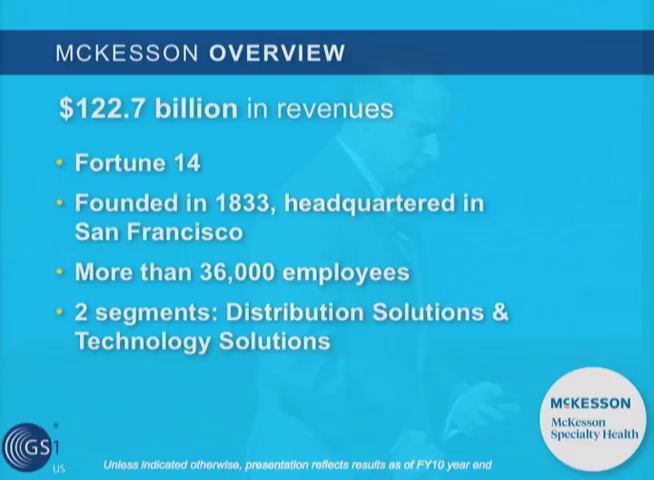 MCKESSON OVERVIEW
$122.7 billion in revenues
• Fortune 14
• Founded in 1833, headquartered in
San Francisco
• More than 36,000 employees
• 2 segments: Distribution Solutions &
Technology Solutions
MCKESSON
McKesson
Specialty Health
GS1
®
US
Unless indicated otherwise, presentation reflects results as of FY10 year end